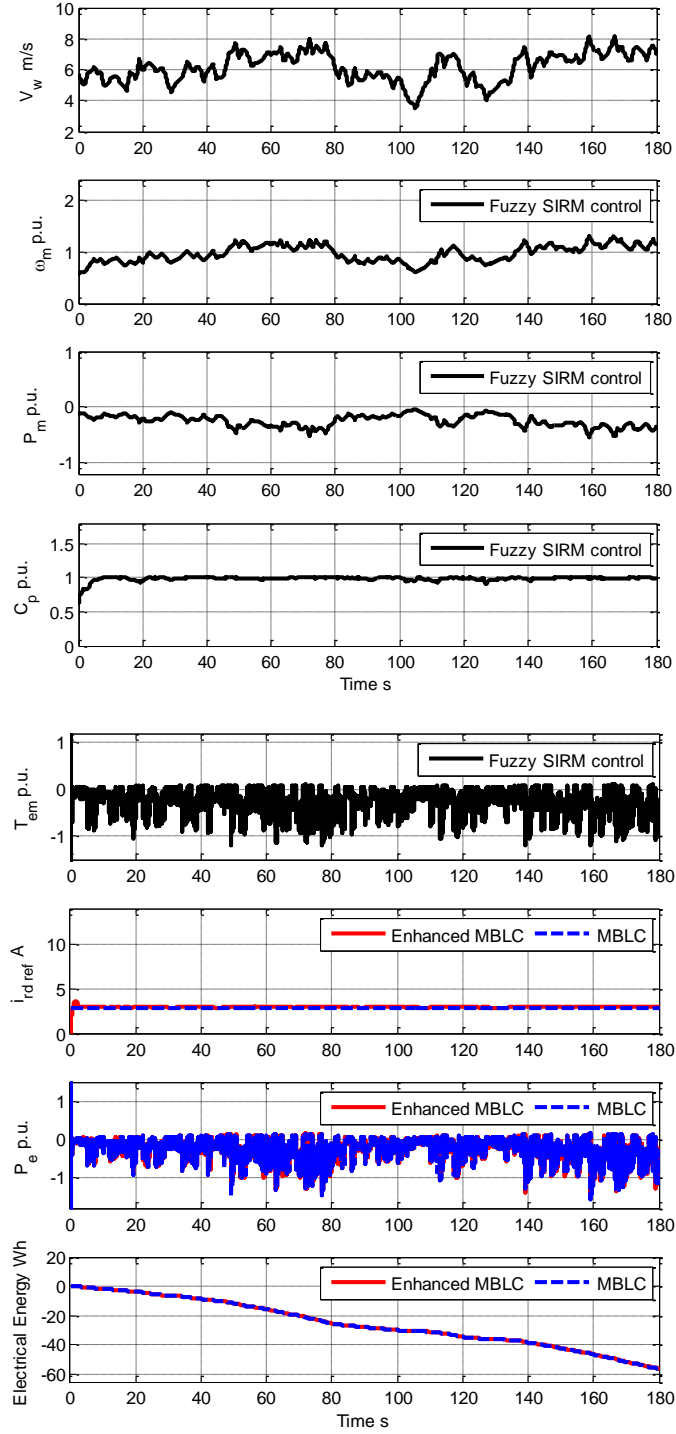 10
8
6
4
2
V_w m/s
0 20 40 60 80 100 120 140 160 180
2
1
0
ω_m p.u.
Fuzzy SIRM control
0 20 40 60 80 100 120 140 160 180
1
0
-1
P_m p.u.
Fuzzy SIRM control
0 20 40 60 80 100 120 140 160 180
1.5
1
0.5
0
C_p p.u.
Fuzzy SIRM control
0 20 40 60 80 100 120 140 160 180
Time s
1
0
-1
T_em p.u.
Fuzzy SIRM control
0 20 40 60 80 100 120 140 160 180
10
5
0
i_rd ref A
Enhanced MBLC MBLC
0 20 40 60 80 100 120 140 160 180
1
0
-1
P_e p.u.
Enhanced MBLC MBLC
0 20 40 60 80 100 120 140 160 180
20
0
-20
-40
-60
Electrical Energy Wh
Enhanced MBLC MBLC
0 20 40 60 80 100 120 140 160 180
Time s